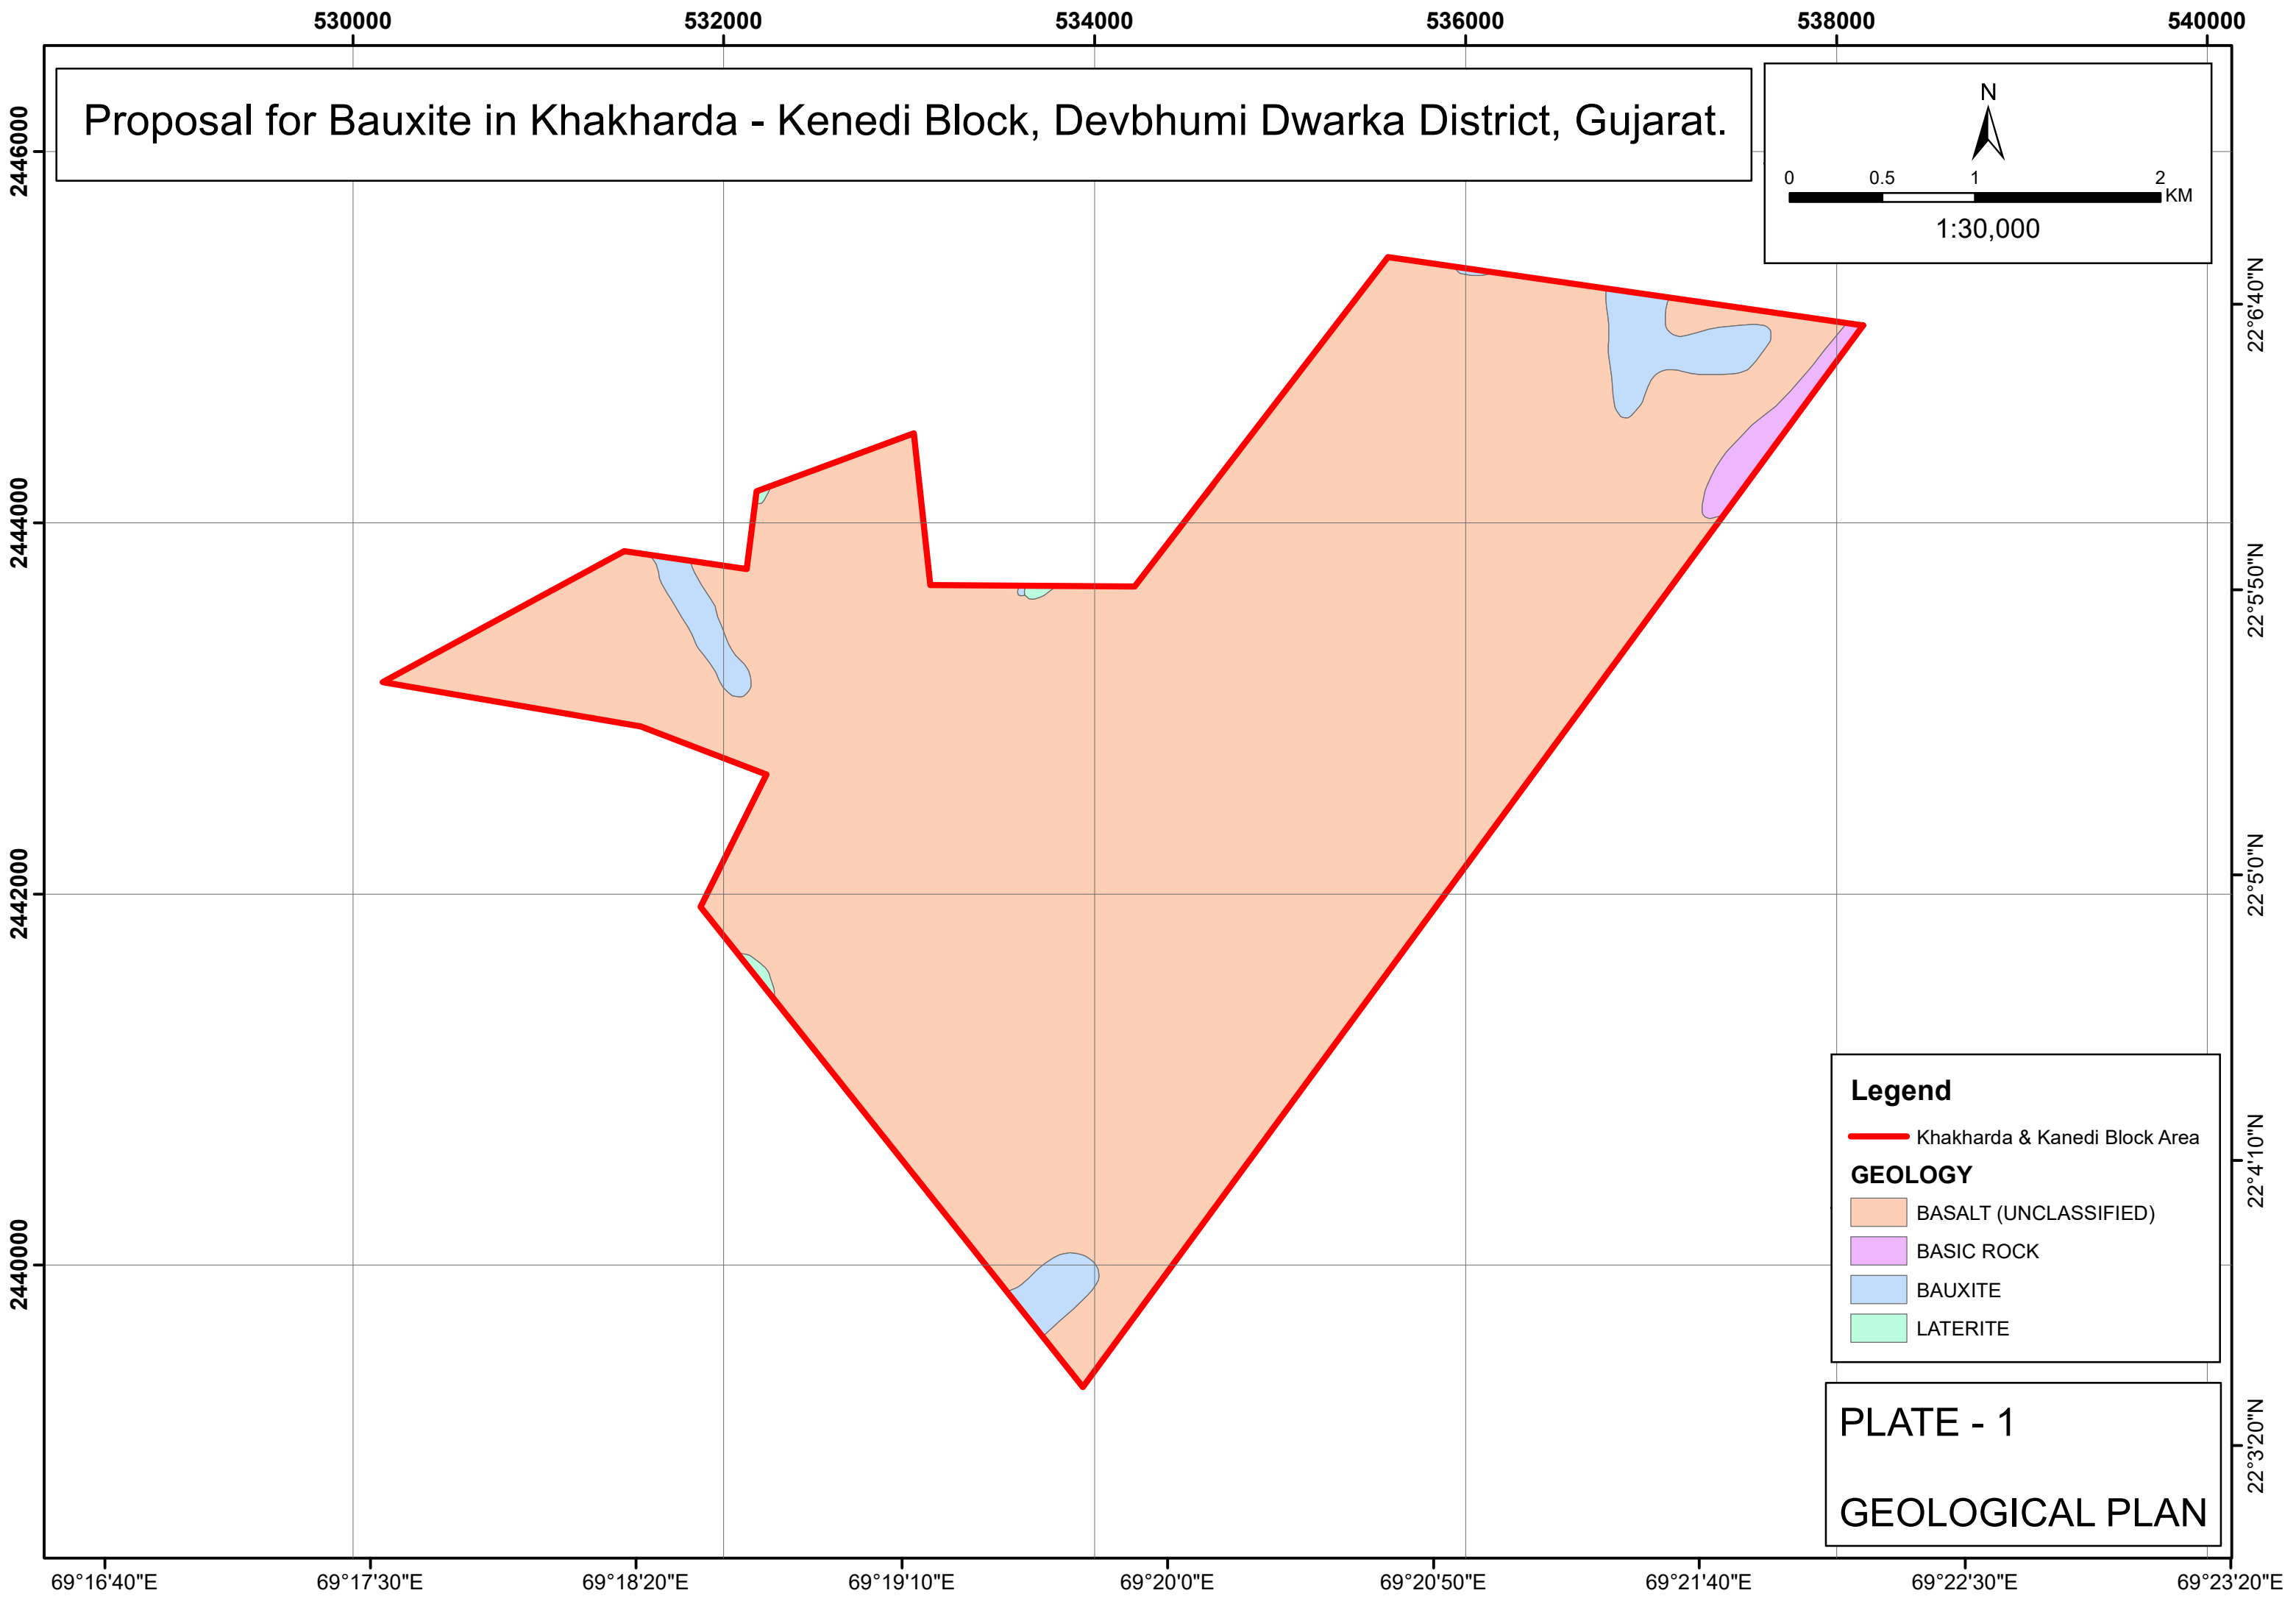 530000 532000 534000 536000 538000 540000
Proposal for Bauxite in Khakharda - Kenedi Block, Devbhumi Dwarka District, Gujarat.
N
0 0.5 1 2
KM
1:30,000
2446000
2444000
2442000
2440000
22°6'40"N
22°5'50"N
22°5'0"N
22°4'10"N
22°3'20"N
Legend
Khakharda & Kanedi Block Area
GEOLOGY
BASALT (UNCLASSIFIED)
BASIC ROCK
BAUXITE
LATERITE
PLATE - 1
GEOLOGICAL PLAN
69°16'40"E 69°17'30"E 69°18'20"E 69°19'10"E 69°20'0"E 69°20'50"E 69°21'40"E 69°22'30"E 69°23'20"E